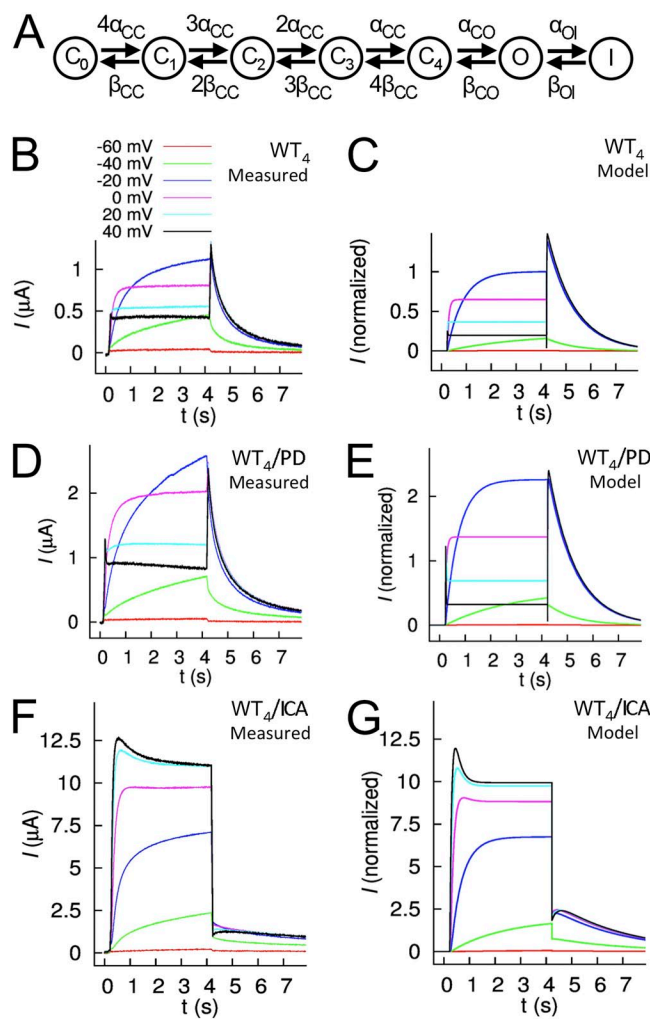 A
4αCC 3αCC 2αCC αCC αCO αOI
C0 C1 C2 C3 C4 O I
βCC 2βCC 3βCC 4βCC βCO βOI
B
-60 mV
-40 mV
-20 mV
0 mV
20 mV
40 mV
WT4
Measured
I (µA)
1
0.5
0
0 1 2 3 4 5 6 7
t (s)
C
WT4
Model
I (normalized)
1
0.5
0
0 1 2 3 4 5 6 7
t (s)
D
WT4/PD
Measured
I (µA)
2
1
0
0 1 2 3 4 5 6 7
t (s)
E
WT4/PD
Model
I (normalized)
2
1
0
0 1 2 3 4 5 6 7
t (s)
F
WT4/ICA
Measured
I (µA)
12.5
10
7.5
5
2.5
0
0 1 2 3 4 5 6 7
t (s)
G
WT4/ICA
Model
I (normalized)
12.5
10
7.5
5
2.5
0
0 1 2 3 4 5 6 7
t (s)